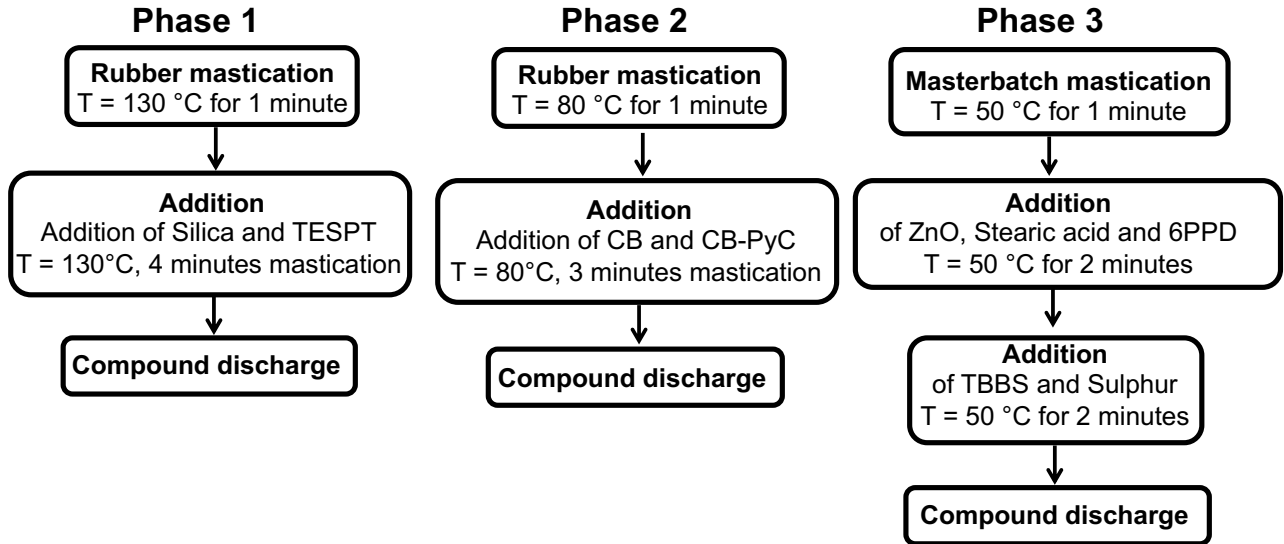 Phase 1
Rubber mastication
T = 130 °C for 1 minute
Addition
Addition of Silica and TESPT
T = 130°C, 4 minutes mastication
Compound discharge
Phase 2
Rubber mastication
T = 80 °C for 1 minute
Addition
Addition of CB and CB-PyC
T = 80°C, 3 minutes mastication
Compound discharge
Phase 3
Masterbatch mastication
T = 50 °C for 1 minute
Addition
of ZnO, Stearic acid and 6PPD
T = 50 °C for 2 minutes
Addition
of TBBS and Sulphur
T = 50 °C for 2 minutes
Compound discharge